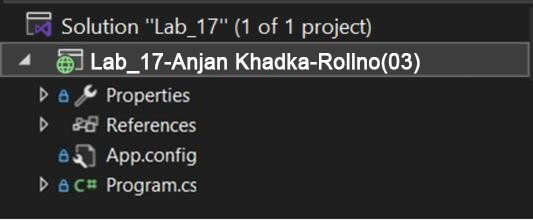 Solution "Lab_17" (1 of 1 project)
Lab_17-Anjan Khadka-Rollno(03)
Properties
References
App.config
C# Program.cs